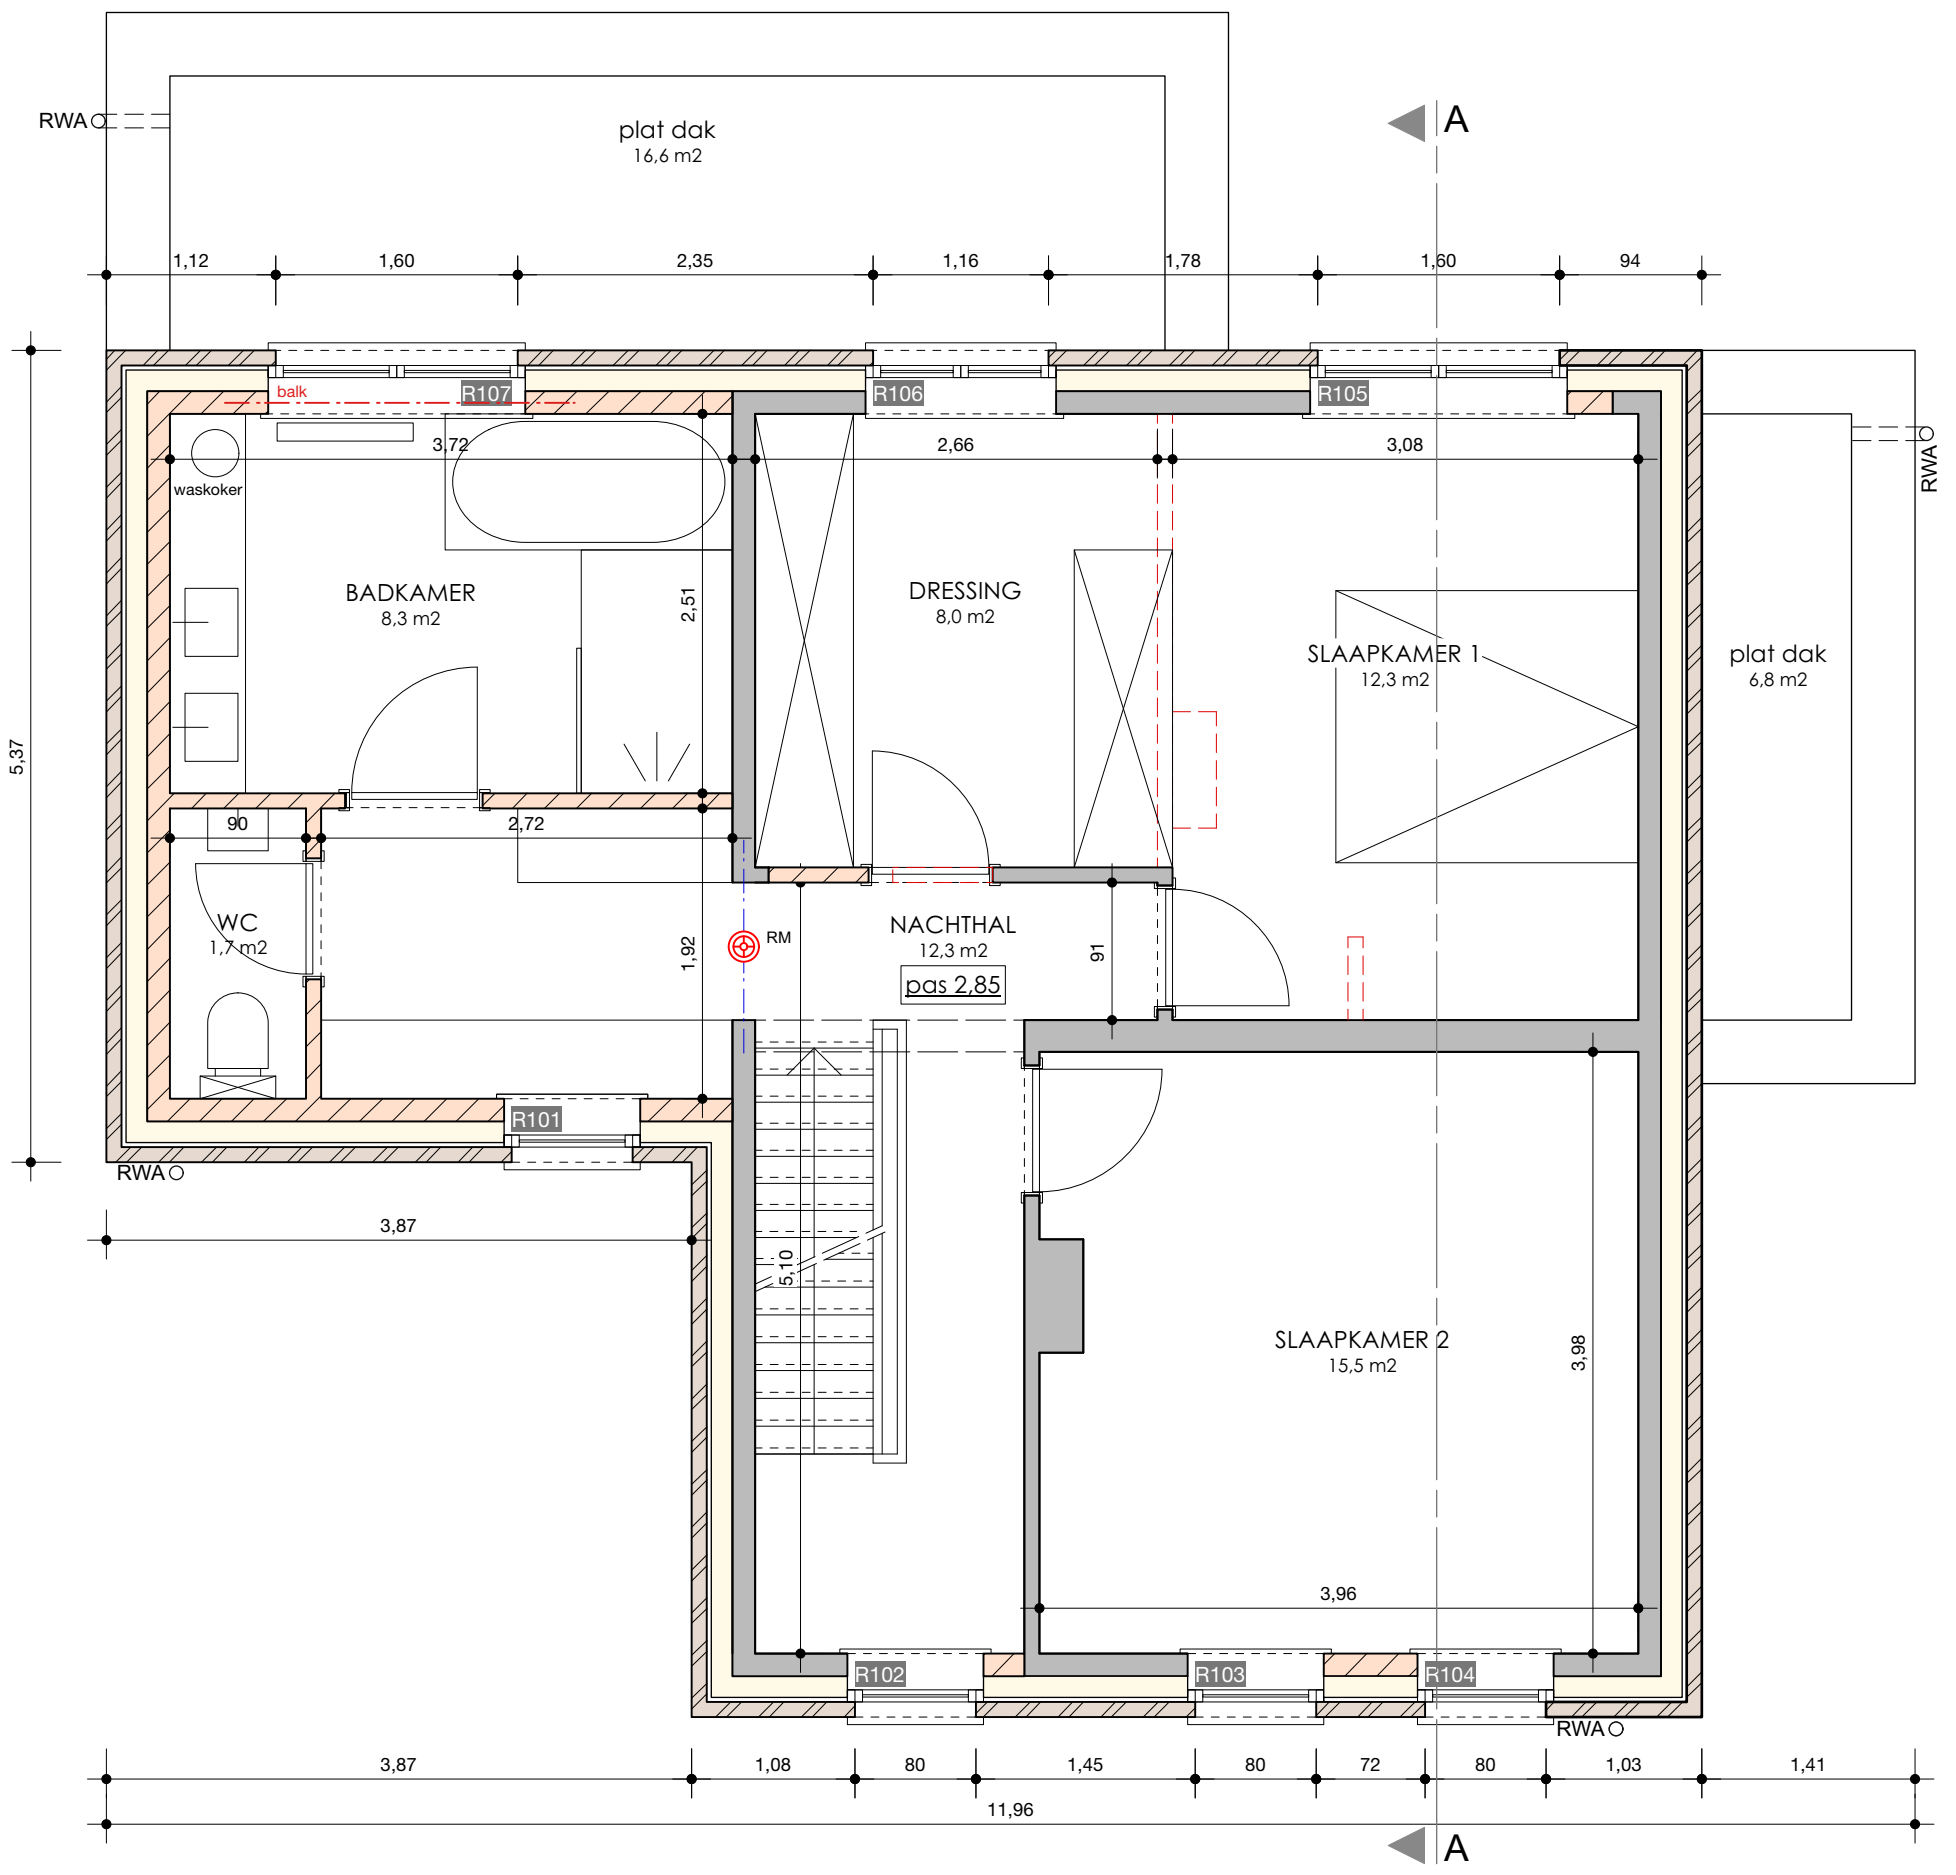 RWA
plat dak
16,6 m2
A
1,12
1,60
2,35
1,16
1,78
1,60
94
balk
R107
R106
R105
3,72
2,66
3,08
RWA
waskoker
BADKAMER
8,3 m2
2,51
DRESSING
8,0 m2
SLAAPKAMER 1
12,3 m2
plat dak
6,8 m2
5,37
90
2,72
WC
1,7 m2
1,92
RM
NACHTHAL
12,3 m2
pas 2,85
91
R101
RWA
3,87
5,10
SLAAPKAMER 2
15,5 m2
3,98
3,96
R102
R103
R104
RWA
3,87
1,08
80
1,45
80
72
80
1,03
1,41
11,96
A